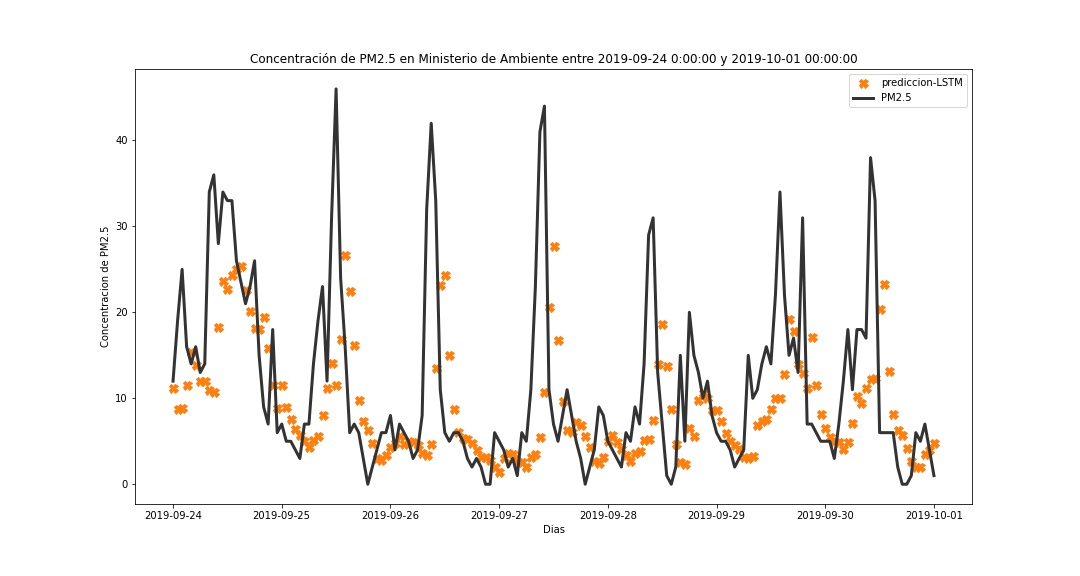 Concentración de PM2.5 en Ministerio de Ambiente entre 2019-09-24 0:00:00 y 2019-10-01 00:00:00
prediccion-LSTM
PM2.5
Concentracion de PM2.5
40
30
20
10
0
2019-09-24 2019-09-25 2019-09-26 2019-09-27 2019-09-28 2019-09-29 2019-09-30 2019-10-01
Dias